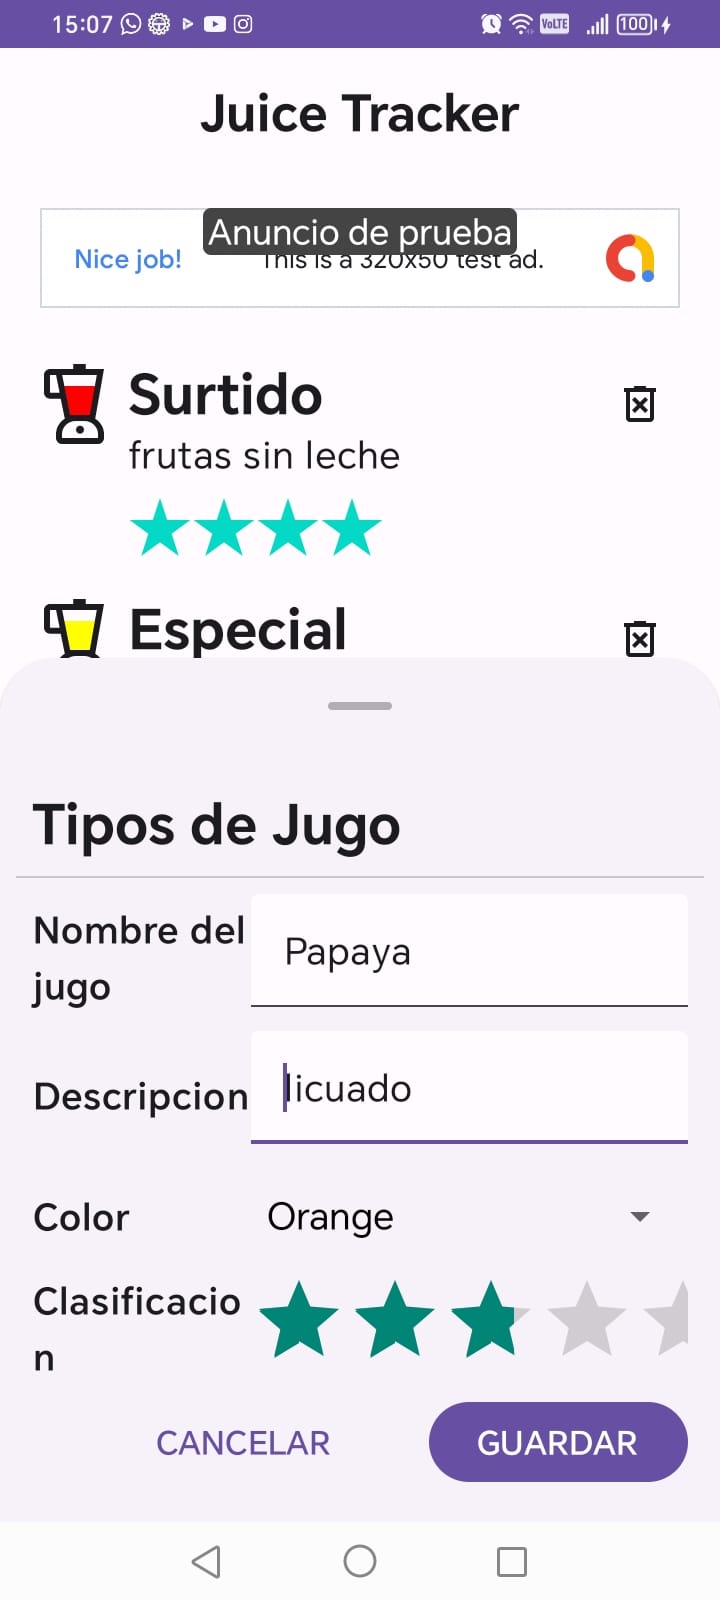 15:07 VoLTE 100
Juice Tracker
Anuncio de prueba
Nice job! This is a 320x50 test ad.
Surtido
frutas sin leche
Especial
Tipos de Jugo
Nombre del
jugo
Papaya
Descripcion
licuado
Color
Orange
Clasificacio
n
CANCELAR
GUARDAR